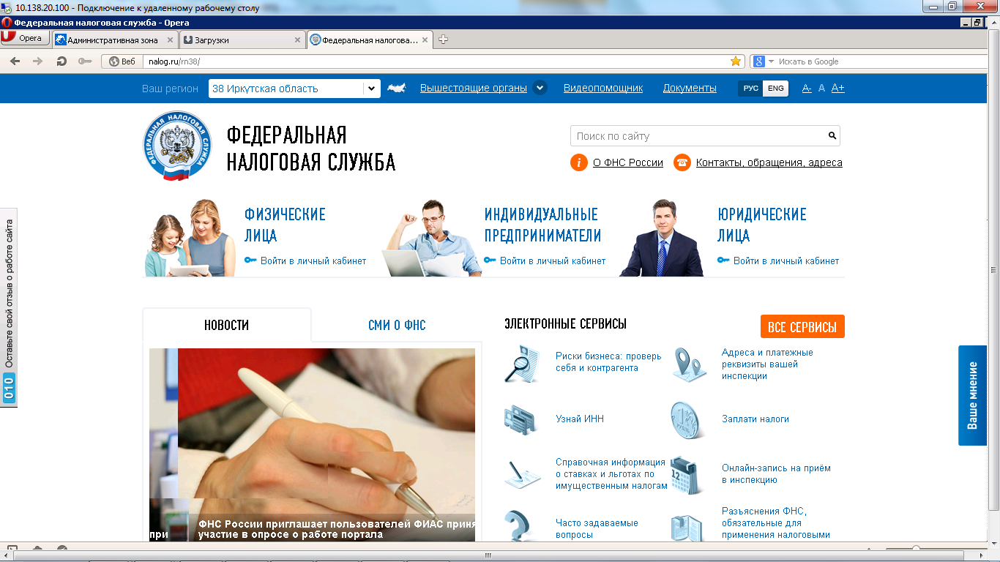 10.138.20.100 - Подключение к удаленному рабочему столу
Федеральная налоговая служба - Opera
Opera
Административная зона
Загрузки
Федеральная налогова...
Веб
nalog.ru/rn38/
Искать в Google
Ваш регион
38 Иркутская область
Вышестоящие органы
Видеопомощник
Документы
РУС
ENG
A-
A
A+
ФЕДЕРАЛЬНАЯ НАЛОГОВАЯ СЛУЖБА
ФЕДЕРАЛЬНАЯ
НАЛОГОВАЯ СЛУЖБА
Поиск по сайту
О ФНС России
Контакты, обращения, адреса
ФИЗИЧЕСКИЕ
ЛИЦА
Войти в личный кабинет
ИНДИВИДУАЛЬНЫЕ
ПРЕДПРИНИМАТЕЛИ
Войти в личный кабинет
ЮРИДИЧЕСКИЕ
ЛИЦА
Войти в личный кабинет
Оставьте свой отзыв о работе сайта
010
НОВОСТИ
СМИ О ФНС
ФНС России приглашает пользователей ФИАС приня
участие в опросе о работе портала
при
ЭЛЕКТРОННЫЕ СЕРВИСЫ
ВСЕ СЕРВИСЫ
Риски бизнеса: проверь
себя и контрагента
Адреса и платежные
реквизиты вашей
инспекции
Узнай ИНН
Заплати налоги
Справочная информация
о ставках и льготах по
имущественным налогам
12
Онлайн-запись на приём
в инспекцию
Часто задаваемые
вопросы
Разъяснения ФНС,
обязательные для
применения налоговыми
Ваше мнение